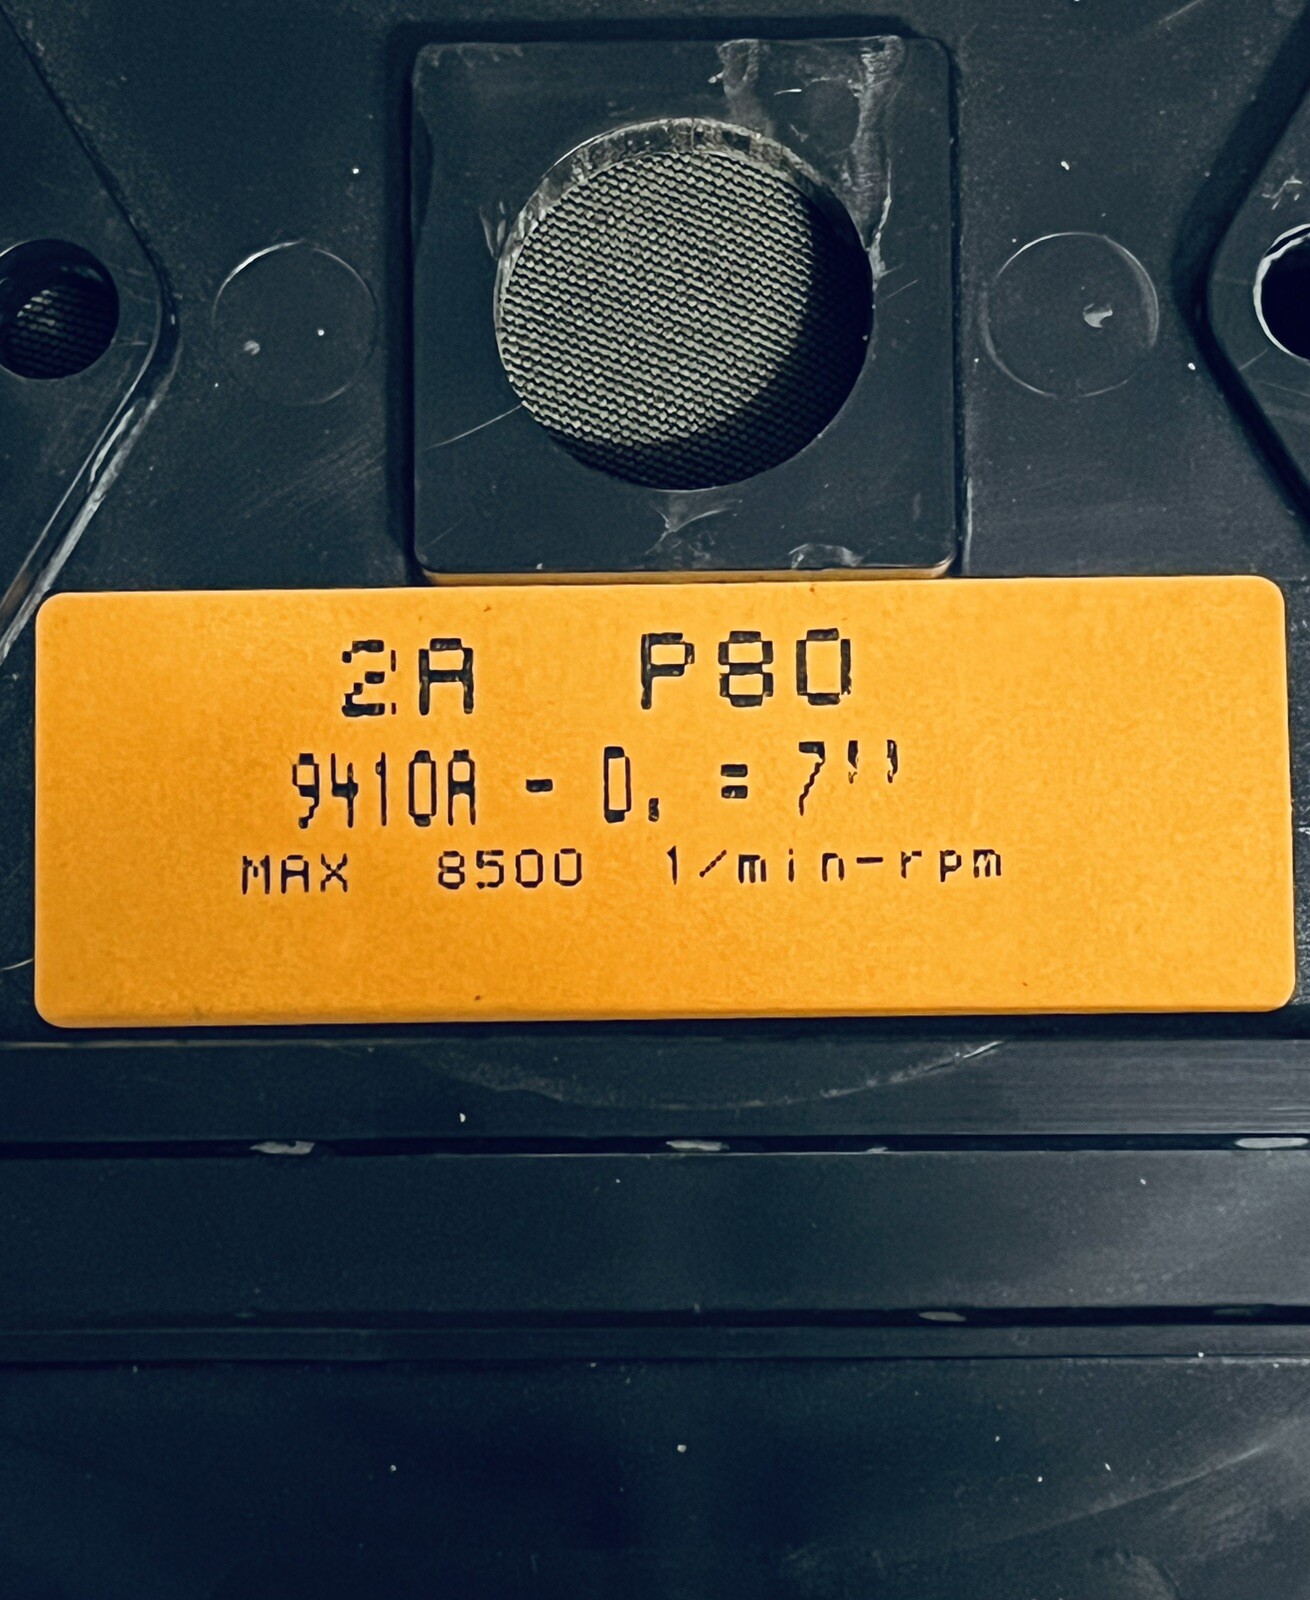 2A P80
9410A - D. = 7''
MAX 8500 1/min-rpm